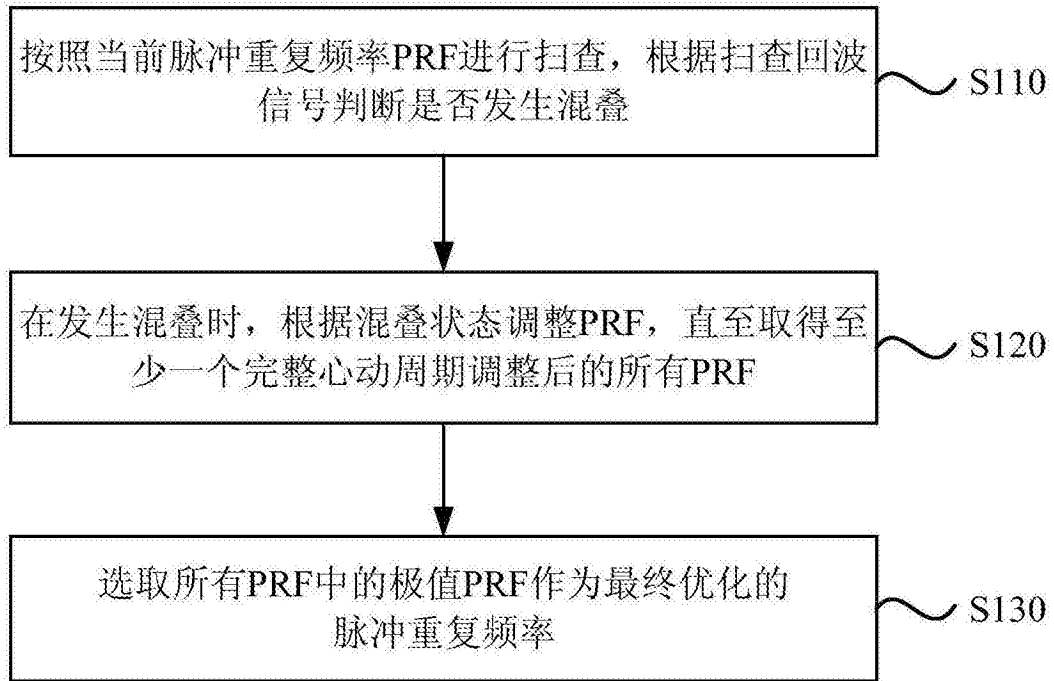 按照当前脉冲重复频率PRF进行扫查，根据扫查回波
信号判断是否发生混叠
S110
在发生混叠时，根据混叠状态调整PRF，直至取得至
少一个完整心动周期调整后的所有PRF
S120
选取所有PRF中的极值PRF作为最终优化的
脉冲重复频率
S130